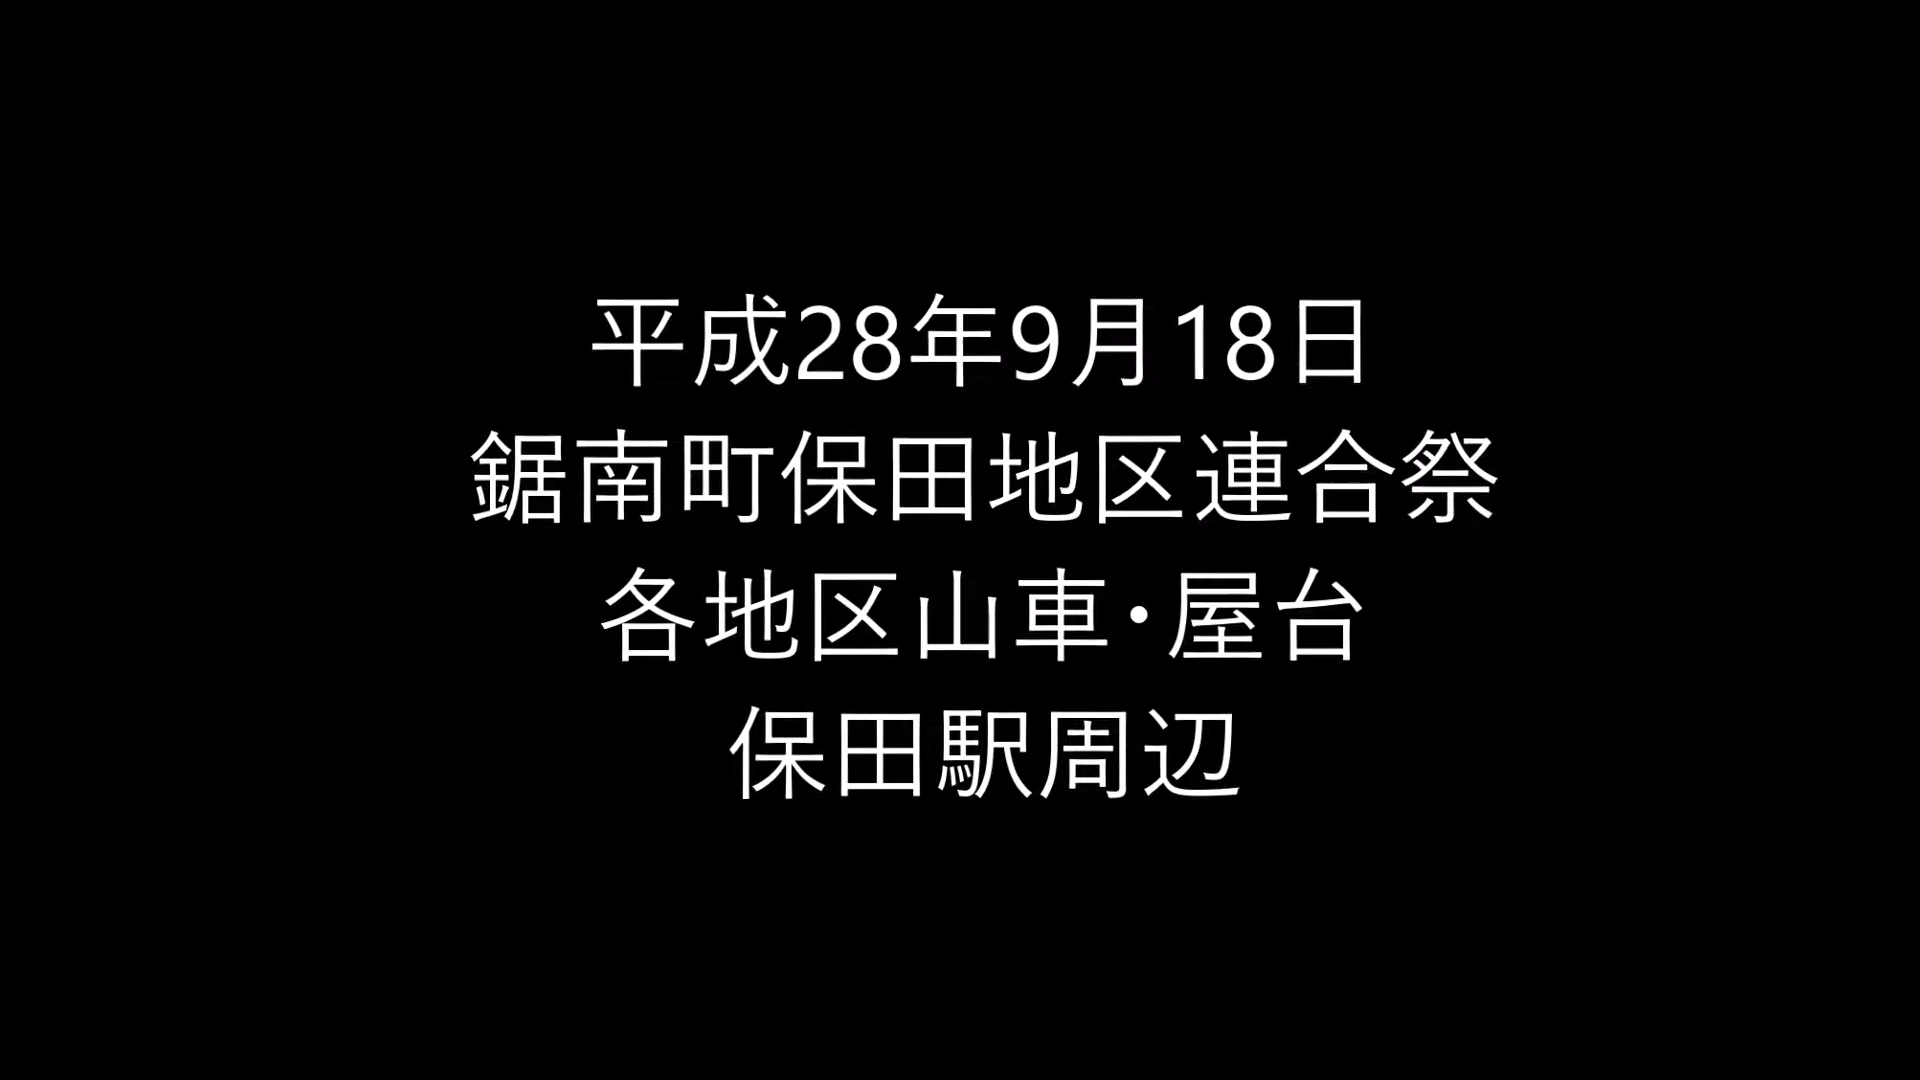 平成28年9月18日
鋸南町保田地区連合祭
各地区山車･屋台
保田駅周辺